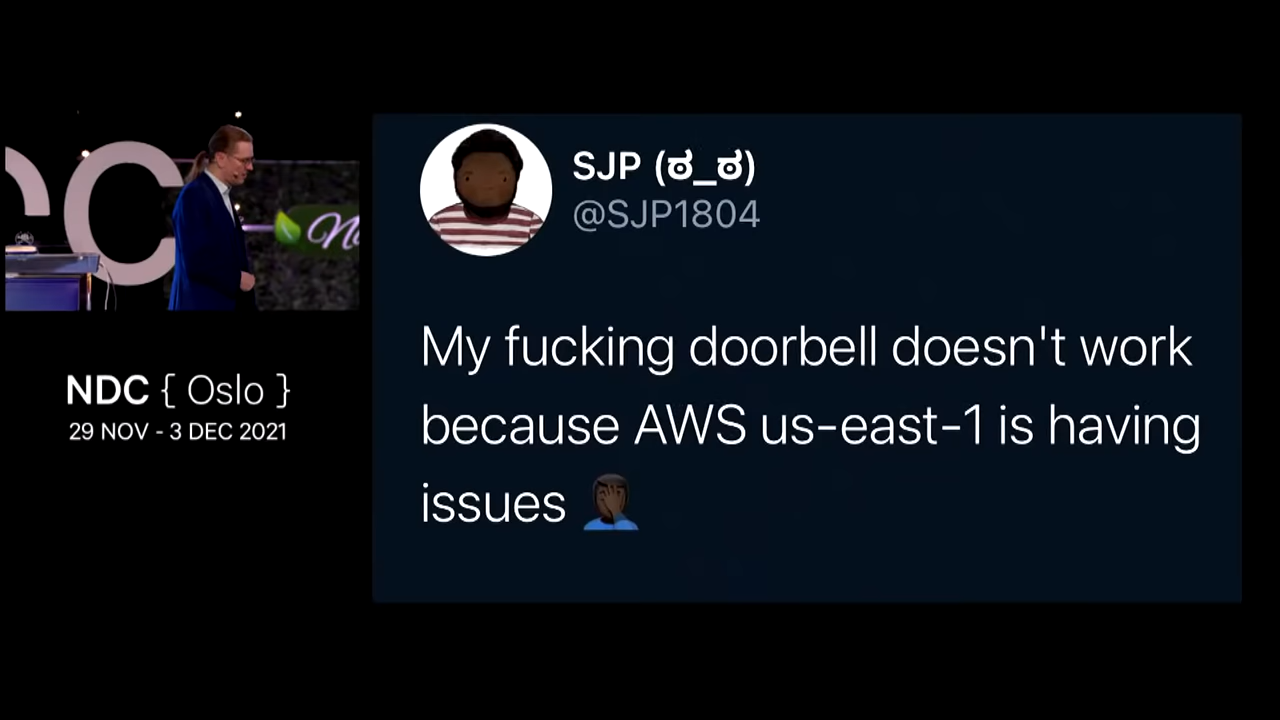 SJP (ಠ_ಠ)
@SJP1804
My fucking doorbell doesn't work
because AWS us-east-1 is having
issues 🤦🏿‍♂️
NDC { Oslo }
29 NOV - 3 DEC 2021